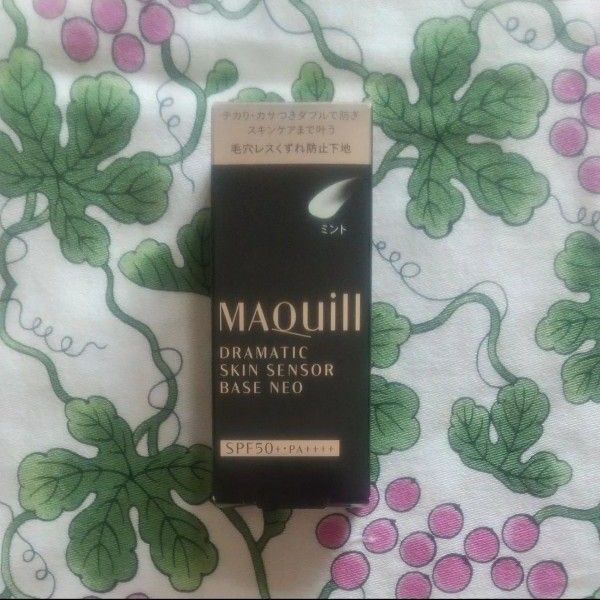 テカリ・カサつきダブルで防ぎ
スキンケアまで叶う
毛穴レスくずれ防止下地
ミント
MAQuill
DRAMATIC
SKIN SENSOR
BASE NEO
SPF50+・PA++++